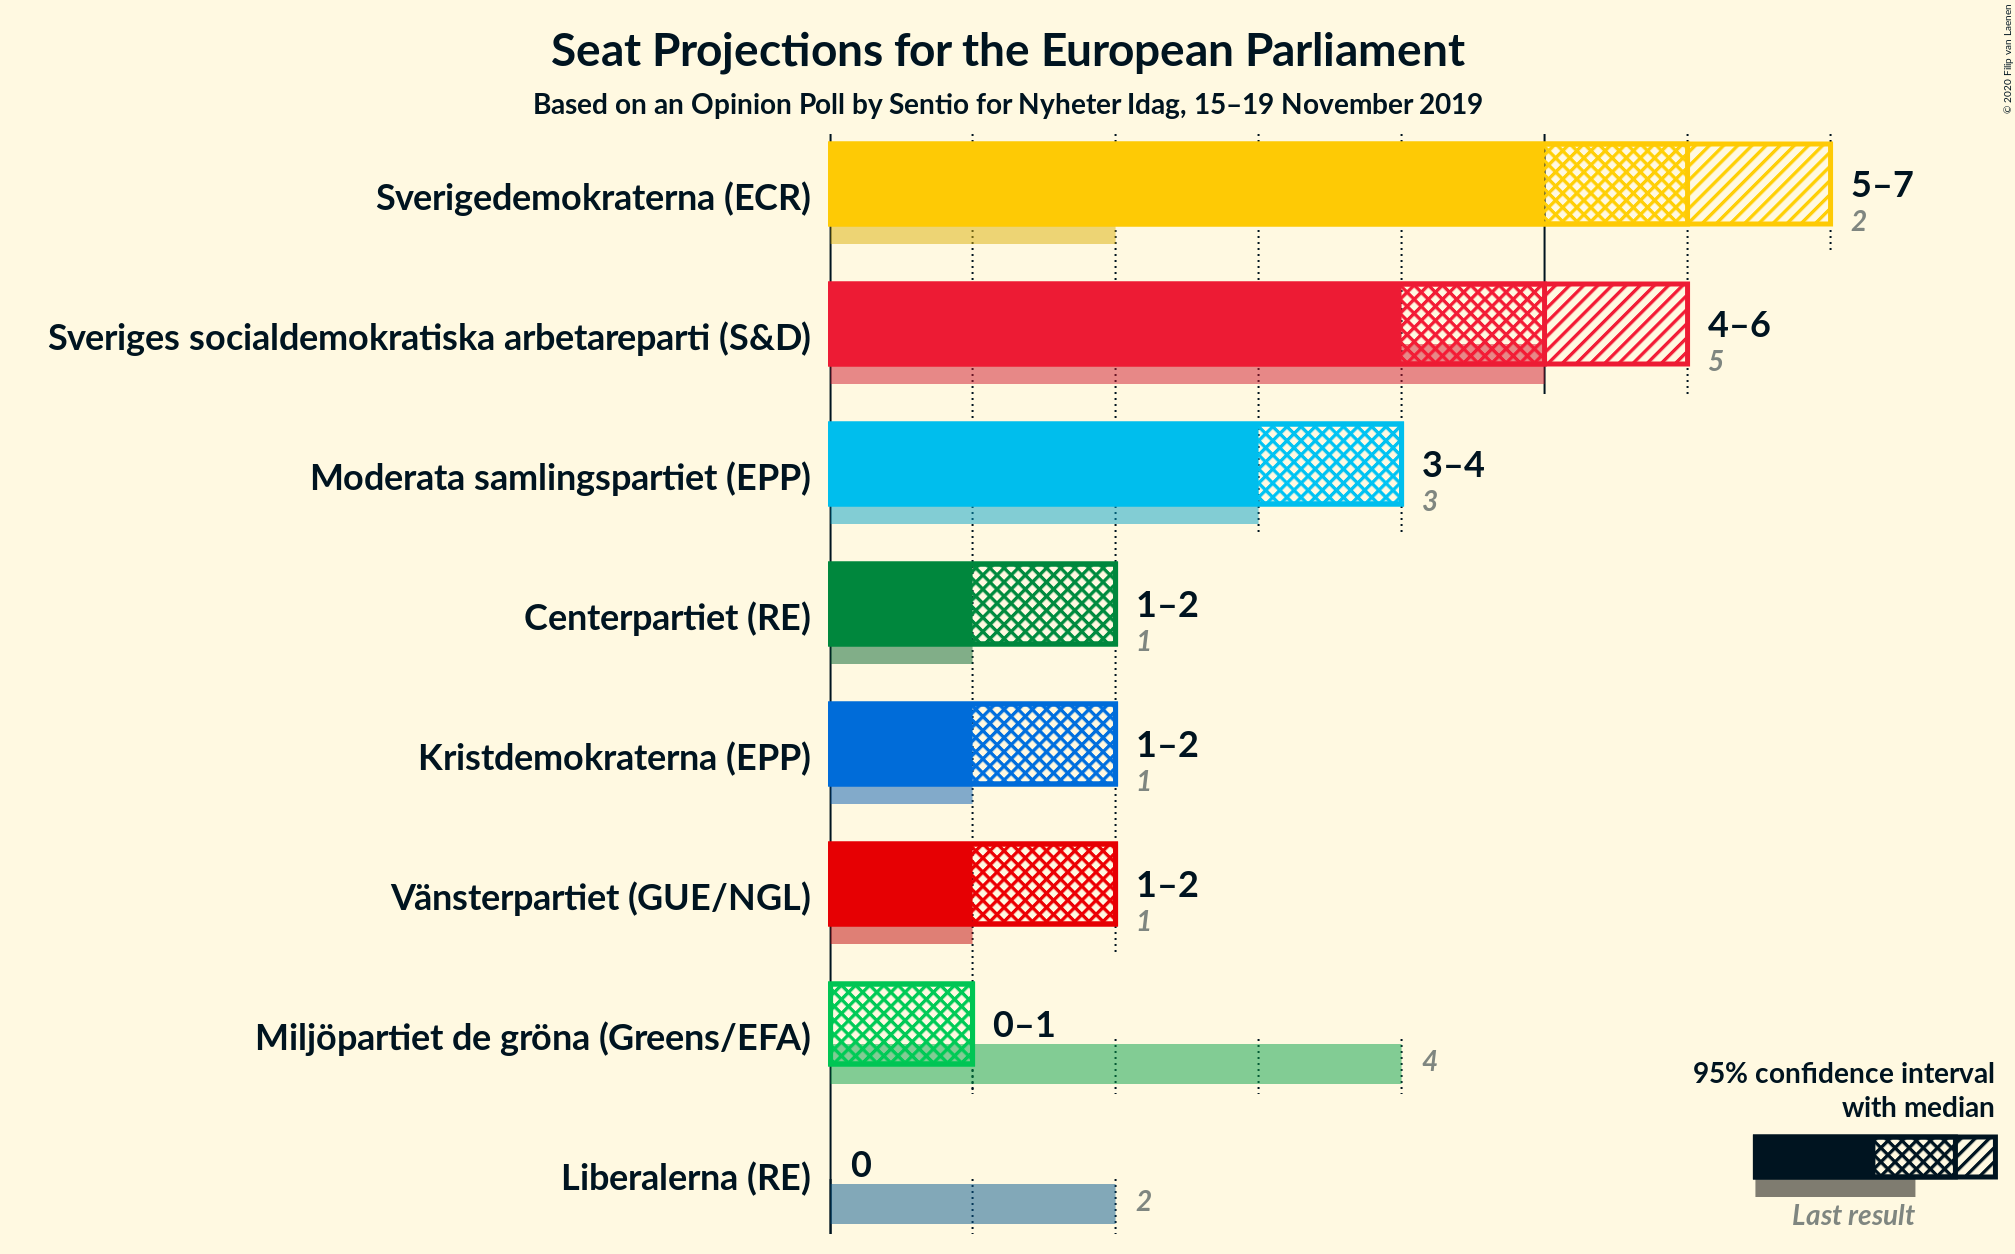 Seat Projections for the European Parliament
Based on an Opinion Poll by Sentio for Nyheter Idag, 15–19 November 2019
© 2020 Filip van Laenen
Sverigedemokraterna (ECR)
5–7
2
Sveriges socialdemokratiska arbetareparti (S&D)
4–6
5
Moderata samlingspartiet (EPP)
3–4
3
Centerpartiet (RE)
1–2
1
Kristdemokraterna (EPP)
1–2
1
Vänsterpartiet (GUE/NGL)
1–2
1
Miljöpartiet de gröna (Greens/EFA)
0–1
4
Liberalerna (RE)
0
2
95% confidence interval
with median
Last result